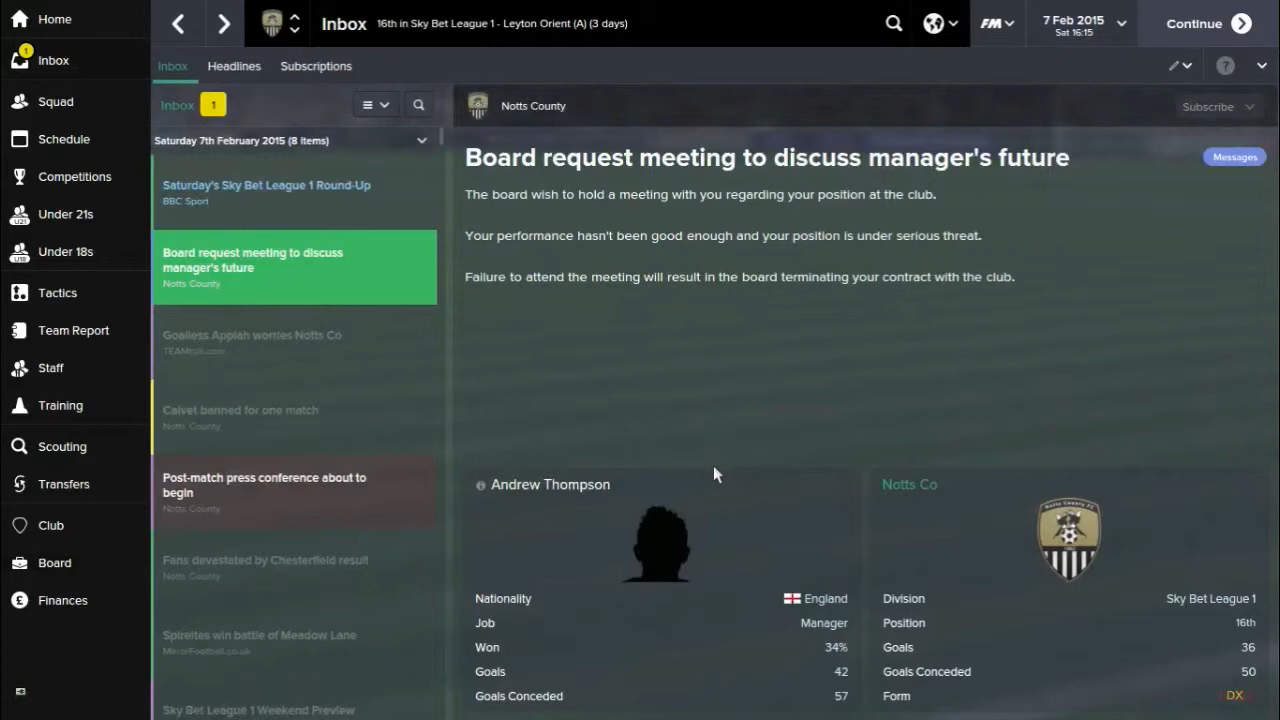 Home
Inbox
16th in Sky Bet League 1 - Leyton Orient (A) (3 days)
FM
7 Feb 2015
Sat 16:15
Continue
1
Inbox
Squad
Schedule
Competitions
Under 21s
Under 18s
Tactics
Team Report
Staff
Training
Scouting
Transfers
Club
Board
Finances
Inbox
Headlines
Subscriptions
?
Inbox 1
Saturday 7th February 2015 (8 items)
Saturday's Sky Bet League 1 Round-Up
BBC Sport
Board request meeting to discuss
manager's future
Notts County
Goalless Appiah worries Notts Co
TEAMtalk.com
Calvet banned for one match
Notts County
Post-match press conference about to
begin
Notts County
Fans devastated by Chesterfield result
Notts County
Spireites win battle of Meadow Lane
MirrorFootball.co.uk
Sky Bet League 1 Weekend Preview
Notts County
Subscribe
Board request meeting to discuss manager's future
Messages
The board wish to hold a meeting with you regarding your position at the club.
Your performance hasn't been good enough and your position is under serious threat.
Failure to attend the meeting will result in the board terminating your contract with the club.
Andrew Thompson
Nationality England
Job Manager
Won 34%
Goals 42
Goals Conceded 57
Notts Co
Division Sky Bet League 1
Position 16th
Goals 36
Goals Conceded 50
Form DX